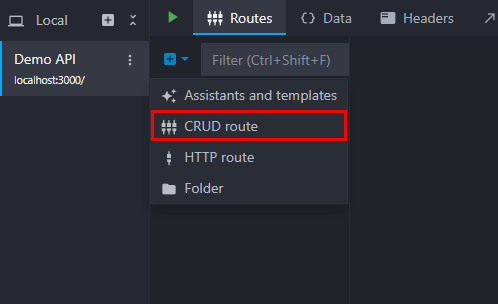 Local
Routes
Data
Headers
Demo API
localhost:3000/
Filter (Ctrl+Shift+F)
Assistants and templates
CRUD route
HTTP route
Folder